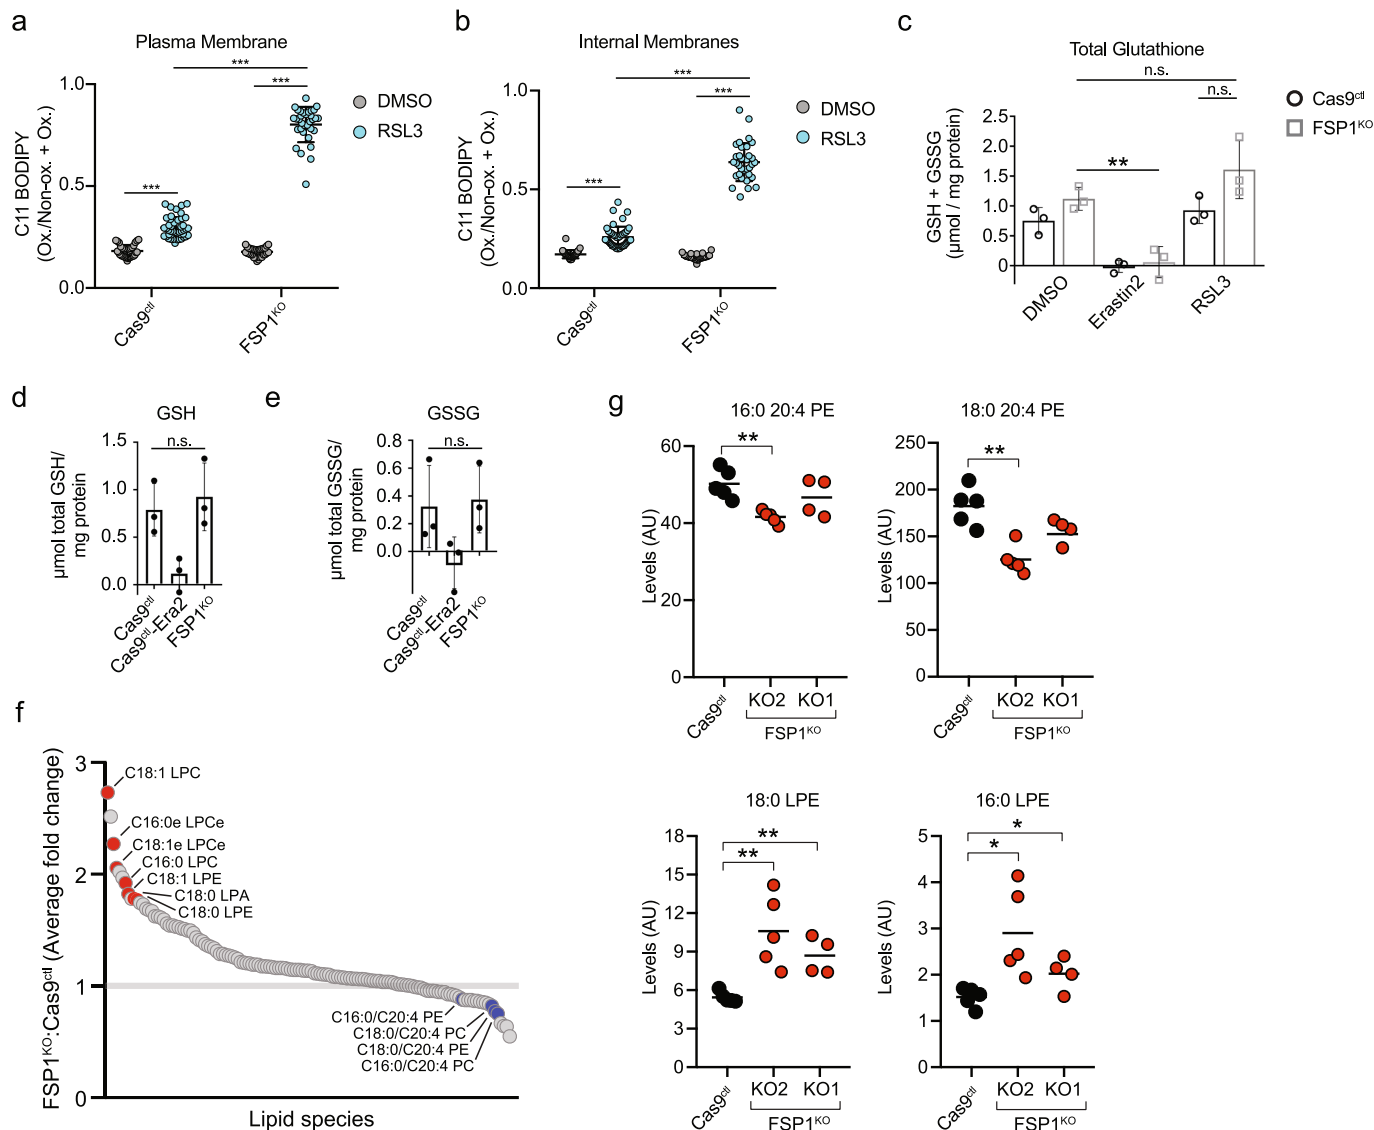 a
Plasma Membrane
***
***
***
1.0
0.5
0.0
C11 BODIPY
(Ox./Non-ox. + Ox.)
DMSO
RSL3
Cas9ctl
FSP1KO
b
Internal Membranes
***
***
***
1.0
0.5
0.0
C11 BODIPY
(Ox./Non-ox. + Ox.)
DMSO
RSL3
Cas9ctl
FSP1KO
c
Total Glutathione
n.s.
n.s.
**
2.5
2.0
1.5
1.0
0.5
0
GSH + GSSG
(μmol / mg protein)
Cas9ctl
FSP1KO
DMSO
Erastin2
RSL3
d
GSH
n.s.
1.5
1.0
0.5
0.0
μmol total GSH/
mg protein
Cas9ctl
Cas9ctl-Era2
FSP1KO
e
GSSG
n.s.
0.8
0.6
0.4
0.2
0.0
μmol total GSSG/
mg protein
Cas9ctl
Cas9ctl-Era2
FSP1KO
f
3
2
1
0
FSP1KO:Cas9ctl (Average fold change)
C18:1 LPC
C16:0e LPCe
C18:1e LPCe
C16:0 LPC
C18:1 LPE
C18:0 LPA
C18:0 LPE
C16:0/C20:4 PE
C18:0/C20:4 PC
C18:0/C20:4 PE
C16:0/C20:4 PC
Lipid species
g
16:0 20:4 PE
**
60
40
20
0
Levels (AU)
Cas9ctl
KO2 KO1
FSP1KO
18:0 20:4 PE
**
250
200
150
100
50
0
Levels (AU)
Cas9ctl
KO2 KO1
FSP1KO
18:0 LPE
**
**
18
15
12
9
6
3
0
Levels (AU)
Cas9ctl
KO2 KO1
FSP1KO
16:0 LPE
*
*
5
4
3
2
1
0
Levels (AU)
Cas9ctl
KO2 KO1
FSP1KO